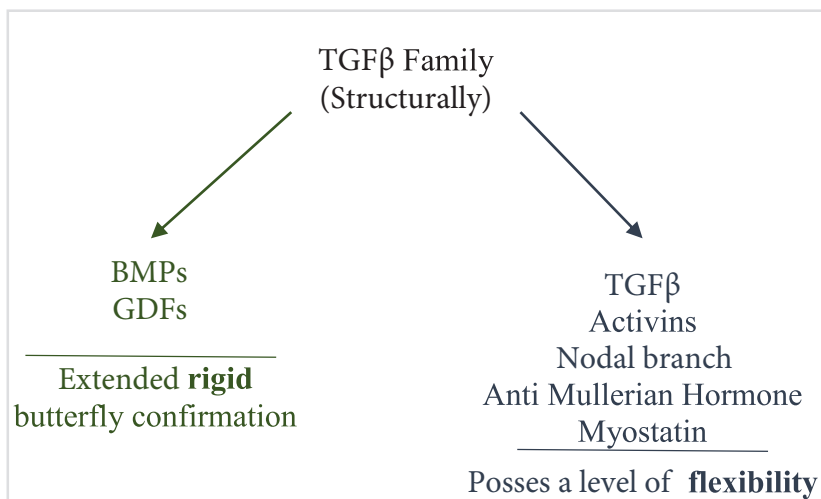 TGFβ Family
(Structurally)
BMPs
GDFs
Extended rigid
butterfly confirmation
TGFβ
Activins
Nodal branch
Anti Mullerian Hormone
Myostatin
Posses a level of flexibility